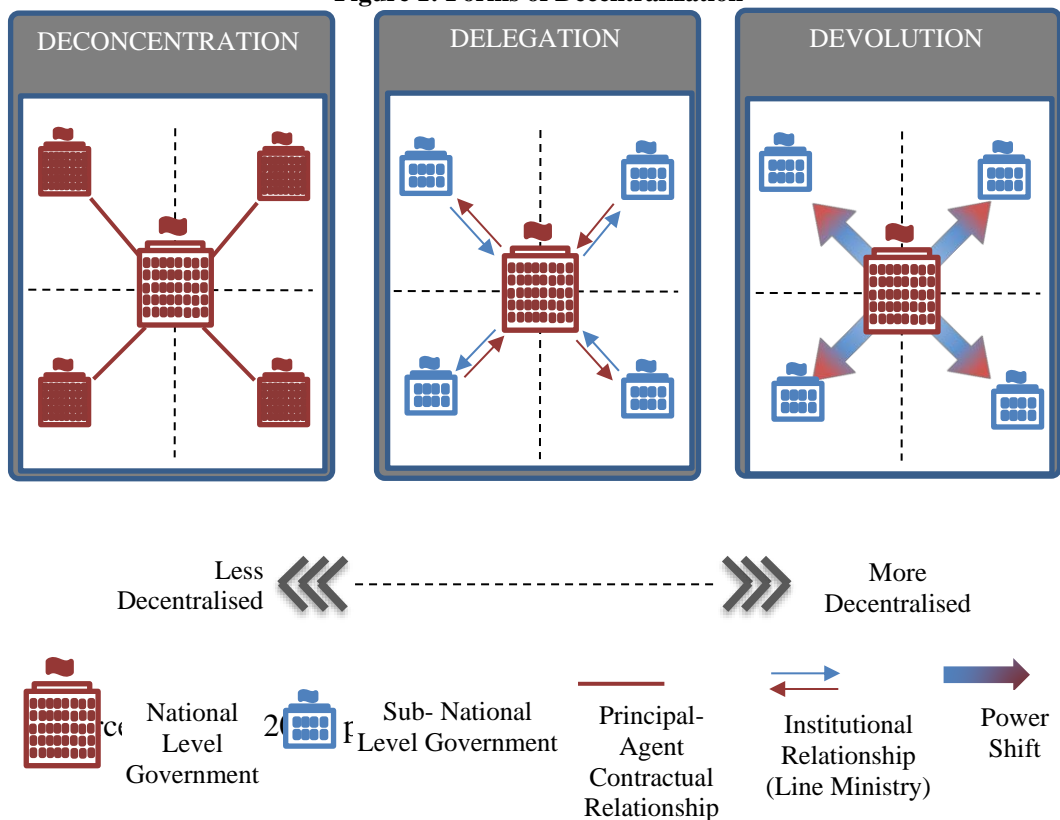 DECONCENTRATION
DELEGATION
DEVOLUTION
Less
Decentralised
More
Decentralised
National
Level
Government
Sub- National
Level Government
Principal-
Agent
Contractual
Relationship
Institutional
Relationship
(Line Ministry)
Power
Shift